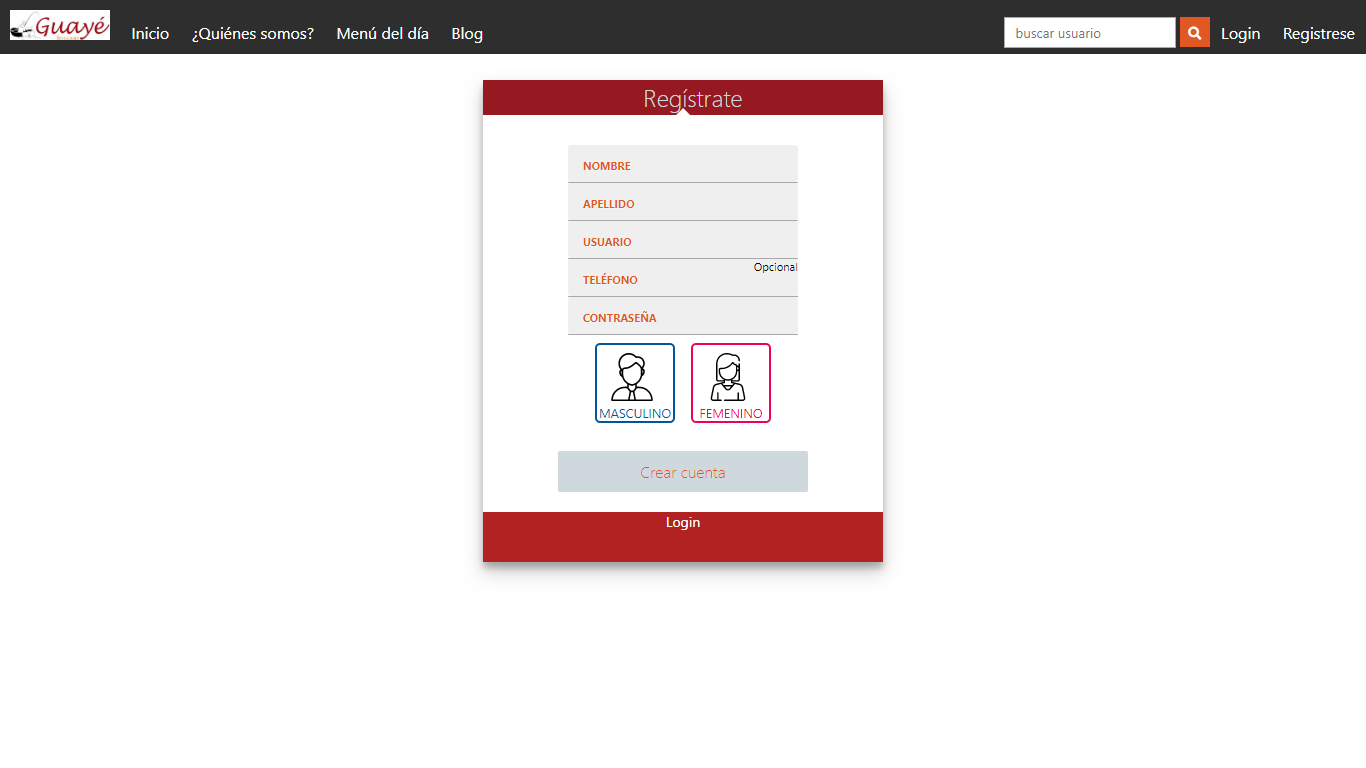 Guayé
Inicio
¿Quiénes somos?
Menú del día
Blog
buscar usuario
Login
Registrese
Regístrate
NOMBRE
APELLIDO
USUARIO
Opcional
TELÉFONO
CONTRASEÑA
MASCULINO
FEMENINO
Crear cuenta
Login